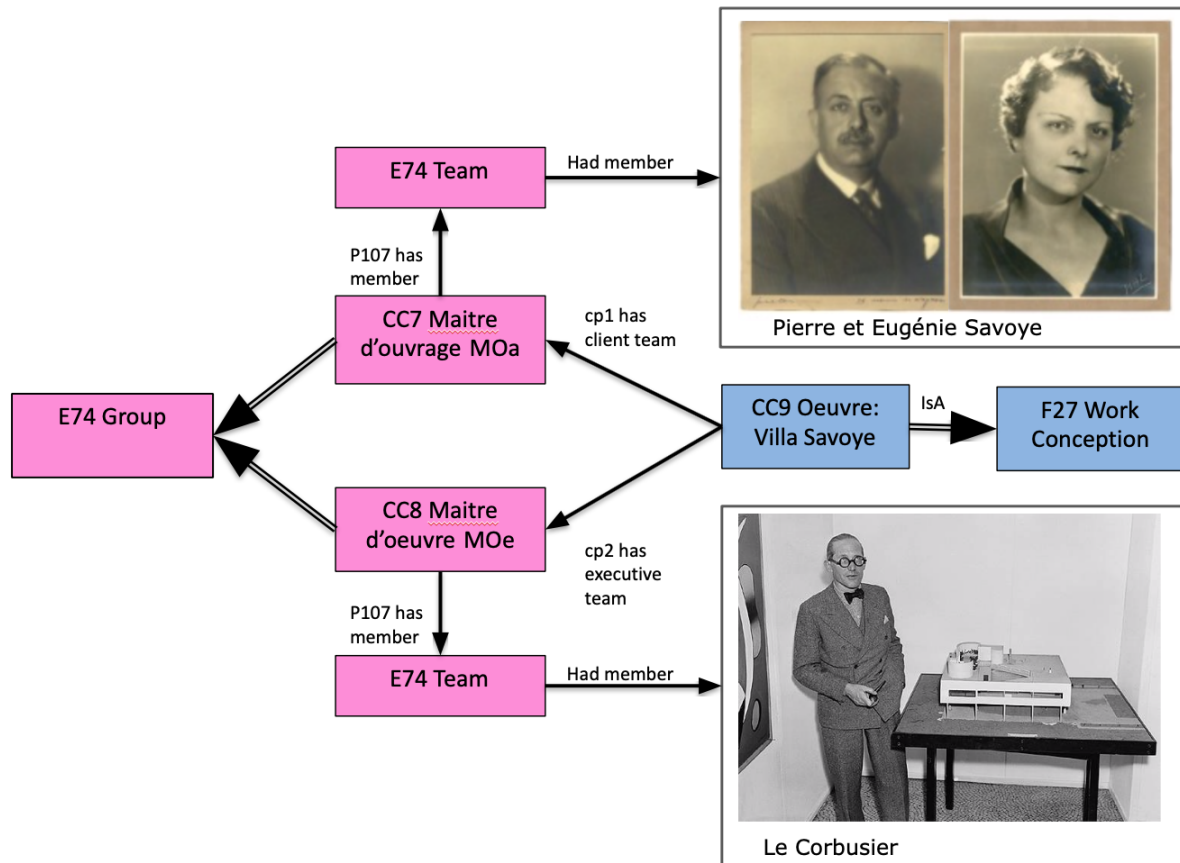 E74 Team
Had member
P107 has
member
CC7 Maitre
d’ouvrage MOa
cp1 has
client team
Pierre et Eugénie Savoye
E74 Group
CC9 Oeuvre:
Villa Savoye
IsA
F27 Work
Conception
CC8 Maitre
d’oeuvre MOe
cp2 has
executive
team
P107 has
member
E74 Team
Had member
Le Corbusier